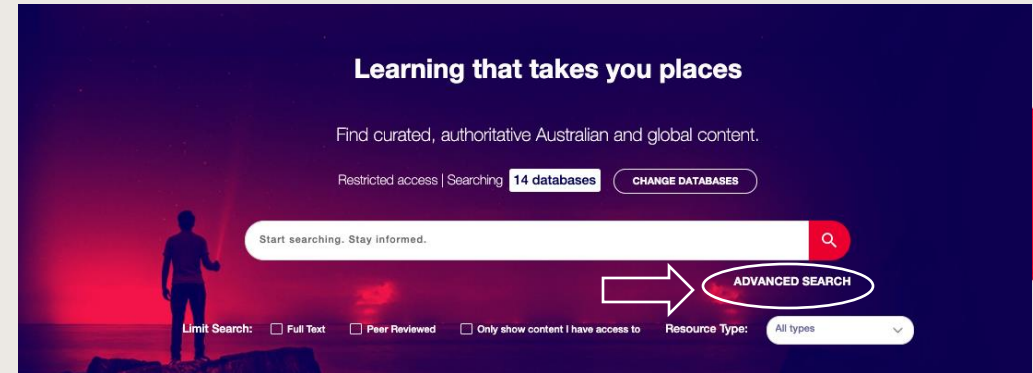 Learning that takes you places
Find curated, authoritative Australian and global content.
Restricted access | Searching 14 databases CHANGE DATABASES
Start searching. Stay informed.
ADVANCED SEARCH
Limit Search: Full Text Peer Reviewed Only show content I have access to Resource Type: All types